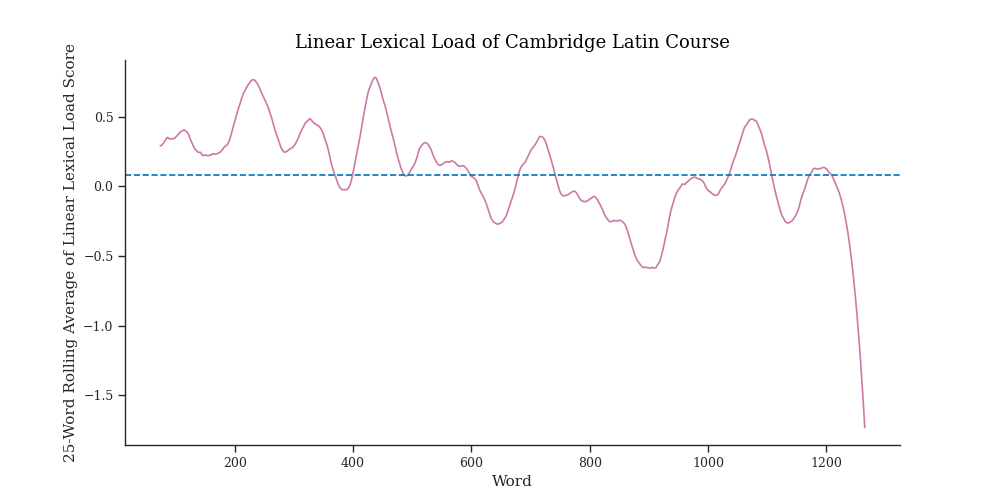 Linear Lexical Load of Cambridge Latin Course
25-Word Rolling Average of Linear Lexical Load Score
0.5
0.0
−0.5
−1.0
−1.5
200 400 600 800 1000 1200
Word